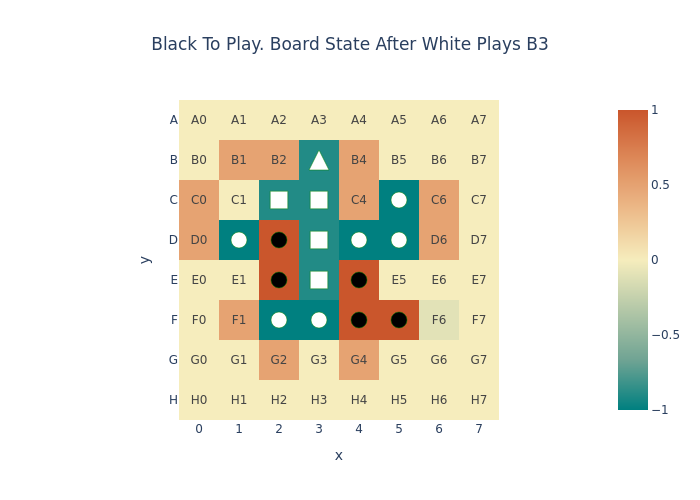 Black To Play. Board State After White Plays B3
A A0 A1 A2 A3 A4 A5 A6 A7
B B0 B1 B2 B4 B5 B6 B7
C C0 C1 C4 C6 C7
D D0 D6 D7
E E0 E1 E5 E6 E7
F F0 F1 F6 F7
G G0 G1 G2 G3 G4 G5 G6 G7
H H0 H1 H2 H3 H4 H5 H6 H7
0 1 2 3 4 5 6 7
x
y
1
0.5
0
−0.5
−1